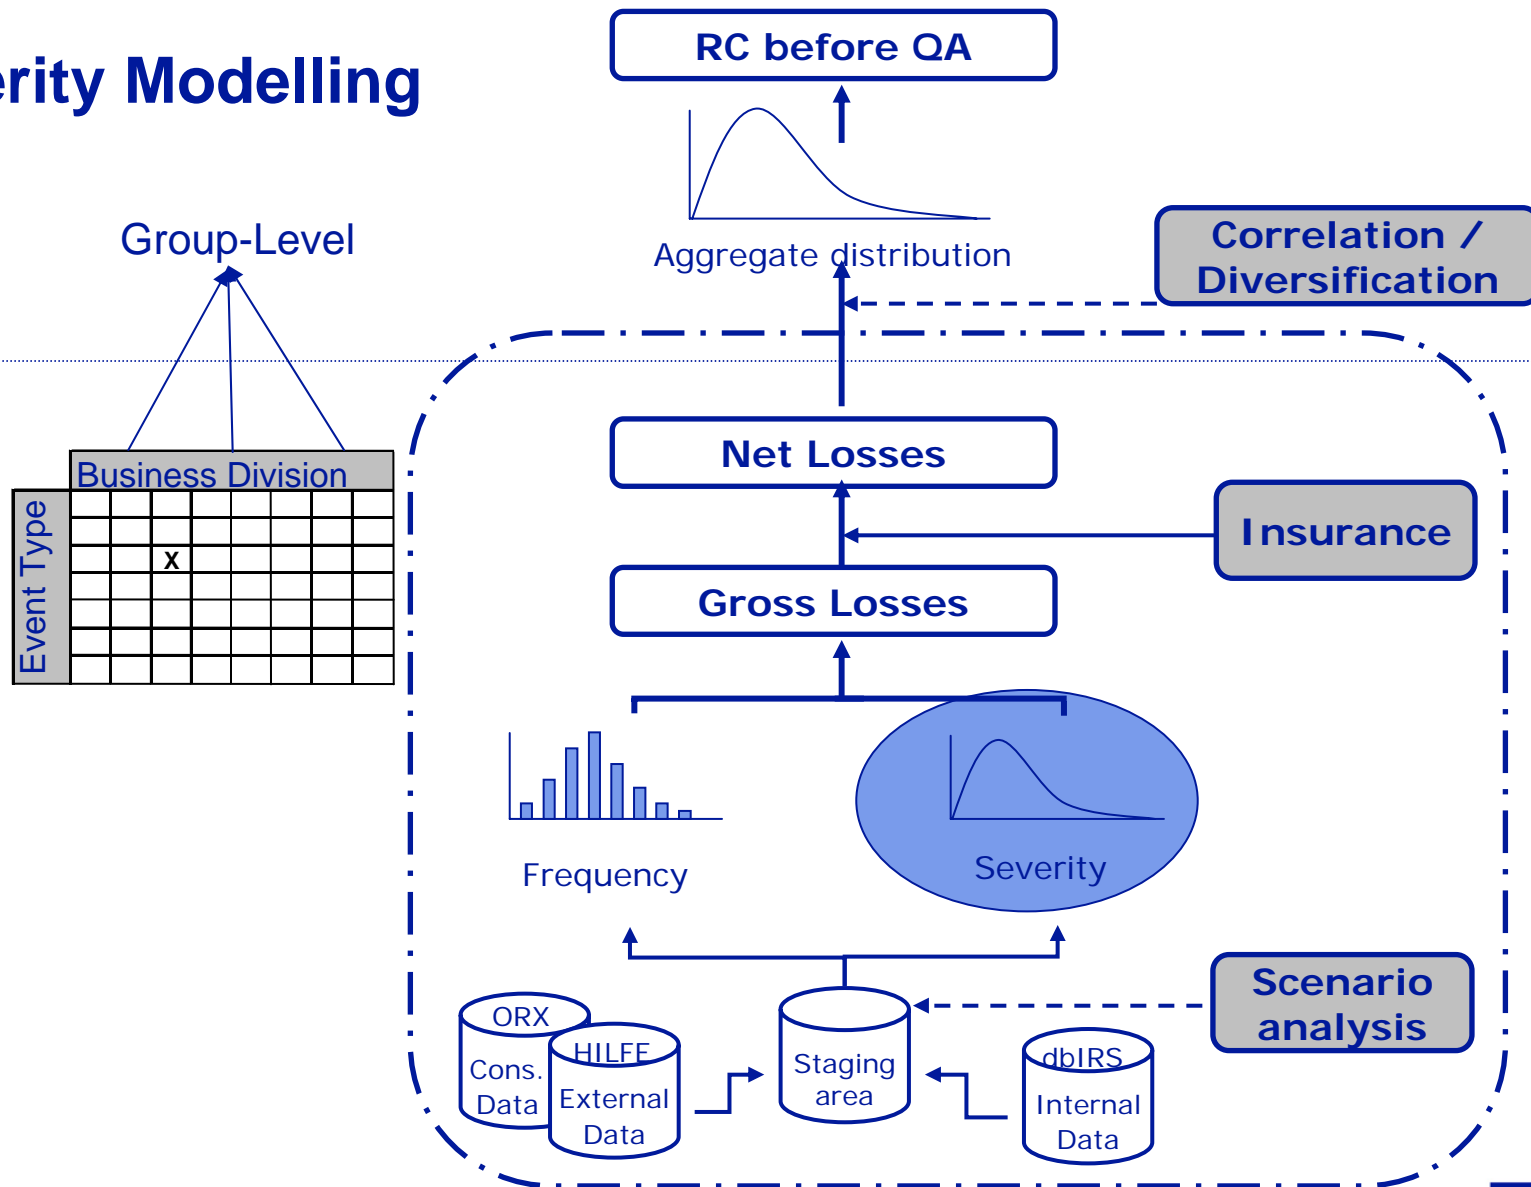 RC before QA
erity Modelling
Group-Level
Aggregate distribution
Correlation /
Diversification
Business Division
Event Type
X
Net Losses
Insurance
Gross Losses
Frequency
Severity
Scenario
analysis
ORX
Cons.
Data
HILFE
External
Data
Staging
area
dbIRS
Internal
Data